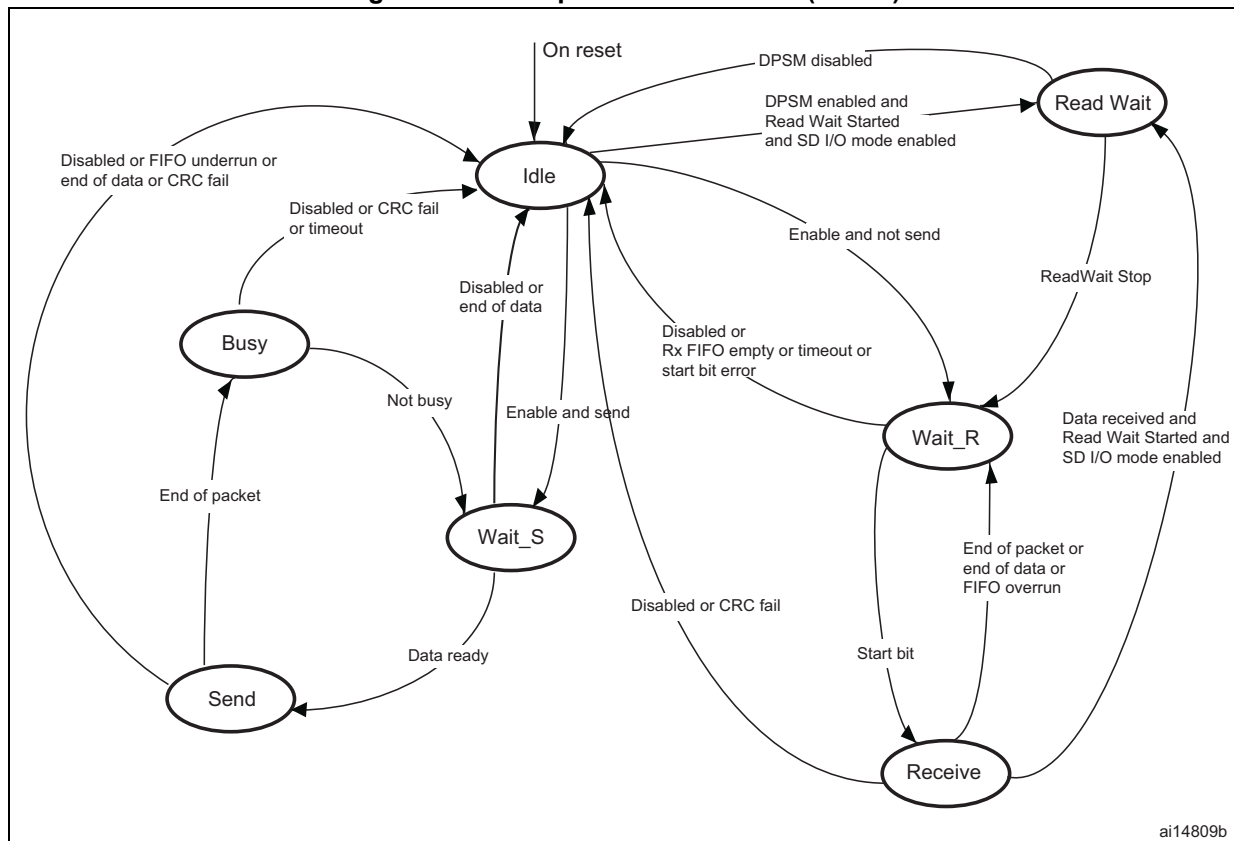 On reset
DPSM disabled
Read Wait
DPSM enabled and
Read Wait Started
and SD I/O mode enabled
Disabled or FIFO underrun or
end of data or CRC fail
Idle
Disabled or CRC fail
or timeout
Enable and not send
ReadWait Stop
Disabled or
end of data
Disabled or
Rx FIFO empty or timeout or
start bit error
Busy
Not busy
Enable and send
Wait_R
Data received and
Read Wait Started and
SD I/O mode enabled
End of packet
Wait_S
End of packet or
end of data or
FIFO overrun
Disabled or CRC fail
Data ready
Start bit
Send
Receive
ai14809b